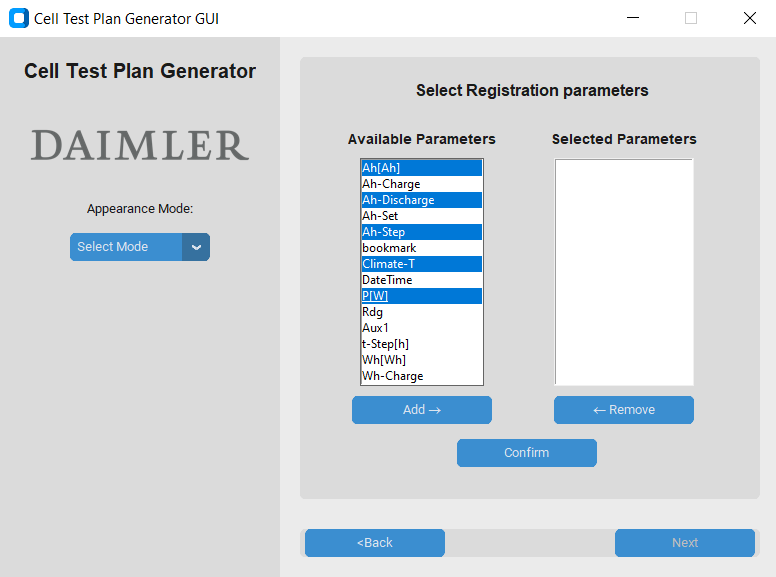 Cell Test Plan Generator GUI
Cell Test Plan Generator
DAIMLER
Appearance Mode:
Select Mode
Select Registration parameters
Available Parameters
Ah[Ah]
Ah-Charge
Ah-Discharge
Ah-Set
Ah-Step
bookmark
Climate-T
DateTime
P[W]
Rdg
Aux1
t-Step[h]
Wh[Wh]
Wh-Charge
Add →
Selected Parameters
← Remove
Confirm
<Back
Next